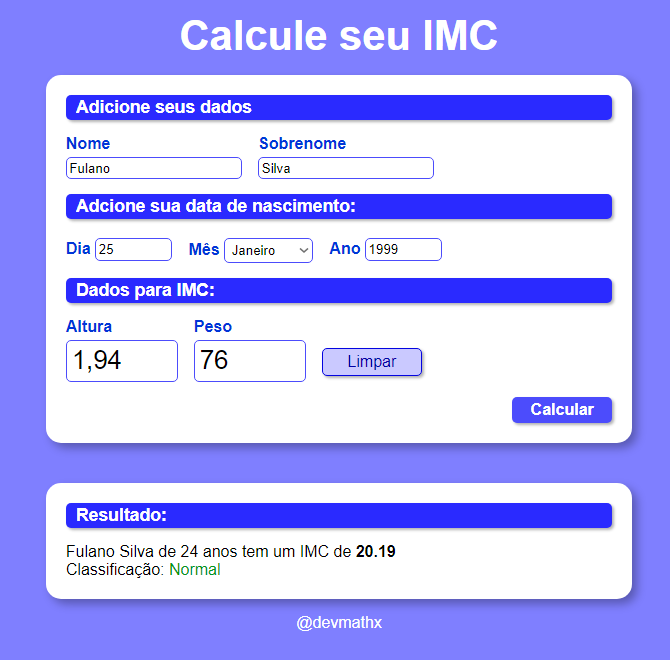 Calcule seu IMC
Adicione seus dados
Nome Sobrenome
Fulano Silva
Adcione sua data de nascimento:
Dia 25 Mês Janeiro Ano 1999
Dados para IMC:
Altura Peso
1,94 76 Limpar
Calcular
Resultado:
Fulano Silva de 24 anos tem um IMC de 20.19
Classificação: Normal
@devmathx